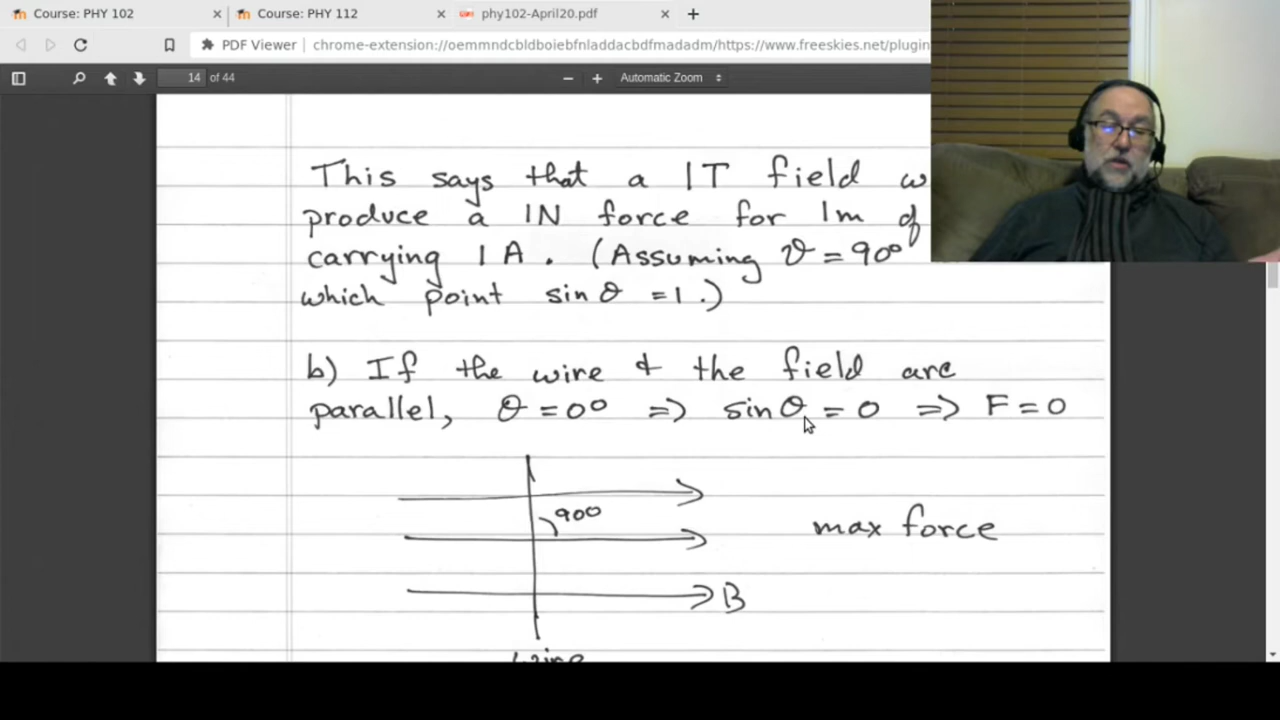 Course: PHY 102
Course: PHY 112
phy102-April20.pdf
PDF Viewer chrome-extension://oemmndcbldboiebfnladdacbdfmadadm/https://www.freeskies.net/plugin
14 of 44
Automatic Zoom
This says that a 1T field
produce a 1N force for 1m of
carrying 1 A. (Assuming θ = 90°
which point sin θ = 1.)
b) If the wire & the field are
parallel, θ = 0° => sin θ = 0 => F = 0
90°
max force
B
wire